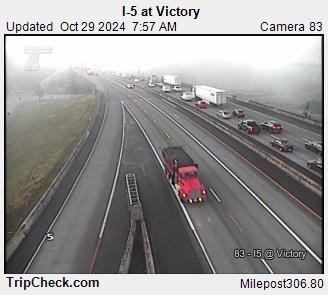 I-5 at Victory
Updated Oct 29 2024 7:57 AM Camera 83
5
83 - I5 @ Victory
TripCheck.com Milepost306.80